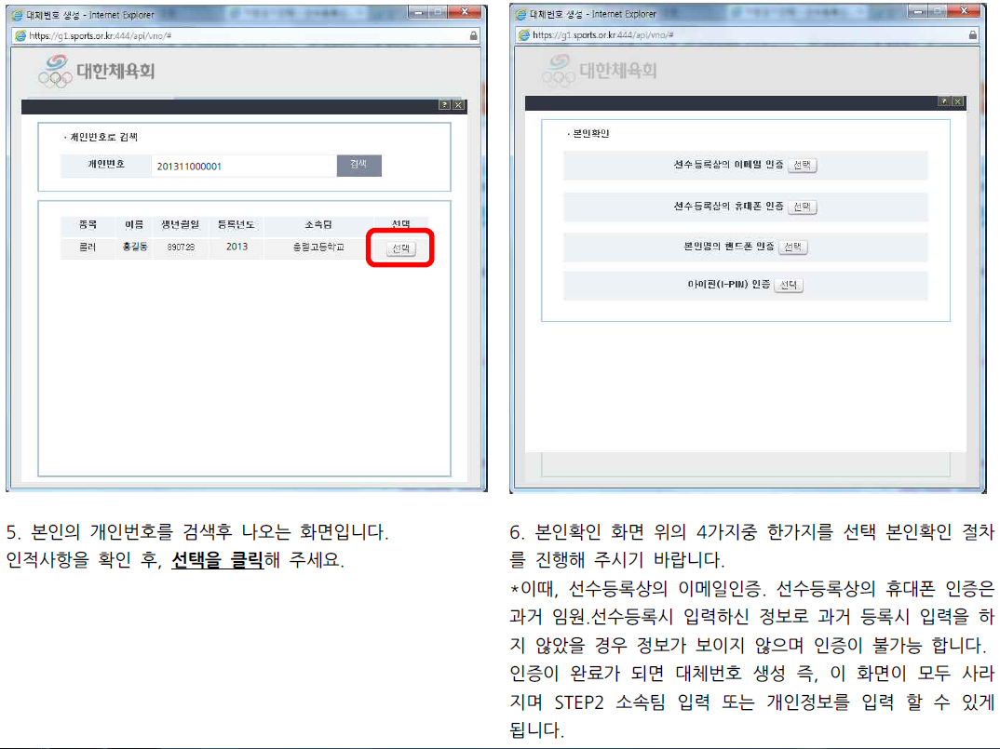 대체번호 생성 - Internet Explorer
https://g1.sports.or.kr:444/api/vno/#
대한체육회
· 개인번호로 검색
개인번호 201311000001 검색
종목 이름 생년월일 등록년도 소속팀 선택
롤러 홍길동 890728 2013 충렬고등학교 선택
5. 본인의 개인번호를 검색후 나오는 화면입니다.
인적사항을 확인 후, 선택을 클릭해 주세요.
대체번호 생성 - Internet Explorer
https://g1.sports.or.kr:444/api/vno/#
대한체육회
· 본인확인
선수등록상의 이메일 인증 선택
선수등록상의 휴대폰 인증 선택
본인명의 핸드폰 인증 선택
아이핀(I-PIN) 인증 선택
6. 본인확인 화면 위의 4가지중 한가지를 선택 본인확인 절차
를 진행해 주시기 바랍니다.
*이때, 선수등록상의 이메일인증. 선수등록상의 휴대폰 인증은
과거 임원.선수등록시 입력하신 정보로 과거 등록시 입력을 하
지 않았을 경우 정보가 보이지 않으며 인증이 불가능 합니다.
인증이 완료가 되면 대체번호 생성 즉, 이 화면이 모두 사라
지며 STEP2 소속팀 입력 또는 개인정보를 입력 할 수 있게
됩니다.